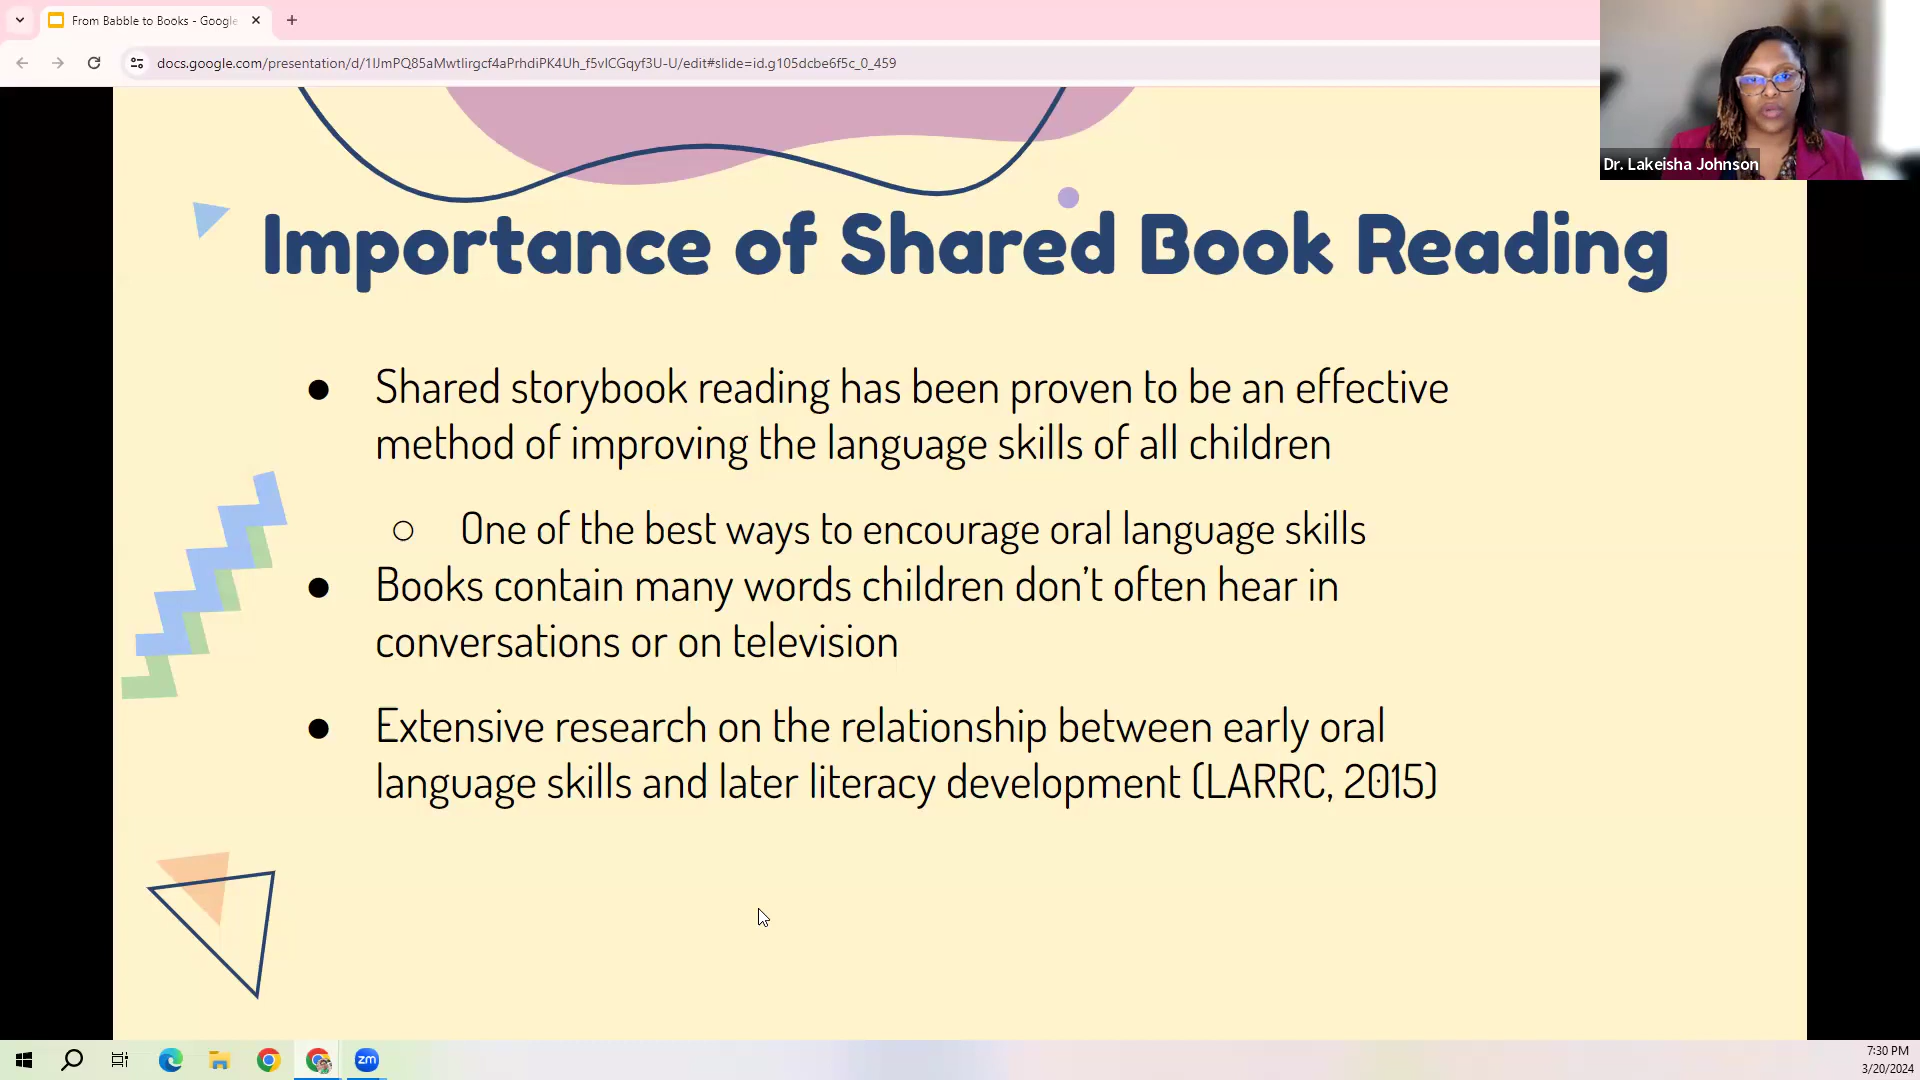 From Babble to Books - Google
docs.google.com/presentation/d/1IJmPQ85aMwtIirgcf4aPrhdiPK4Uh_f5vICGqyf3U-U/edit#slide=id.g105dcbe6f5c_0_459
Dr. Lakeisha Johnson
Importance of Shared Book Reading
● Shared storybook reading has been proven to be an effective
method of improving the language skills of all children
○ One of the best ways to encourage oral language skills
● Books contain many words children don't often hear in
conversations or on television
● Extensive research on the relationship between early oral
language skills and later literacy development (LARRC, 2015)
zm
7:30 PM
3/20/2024